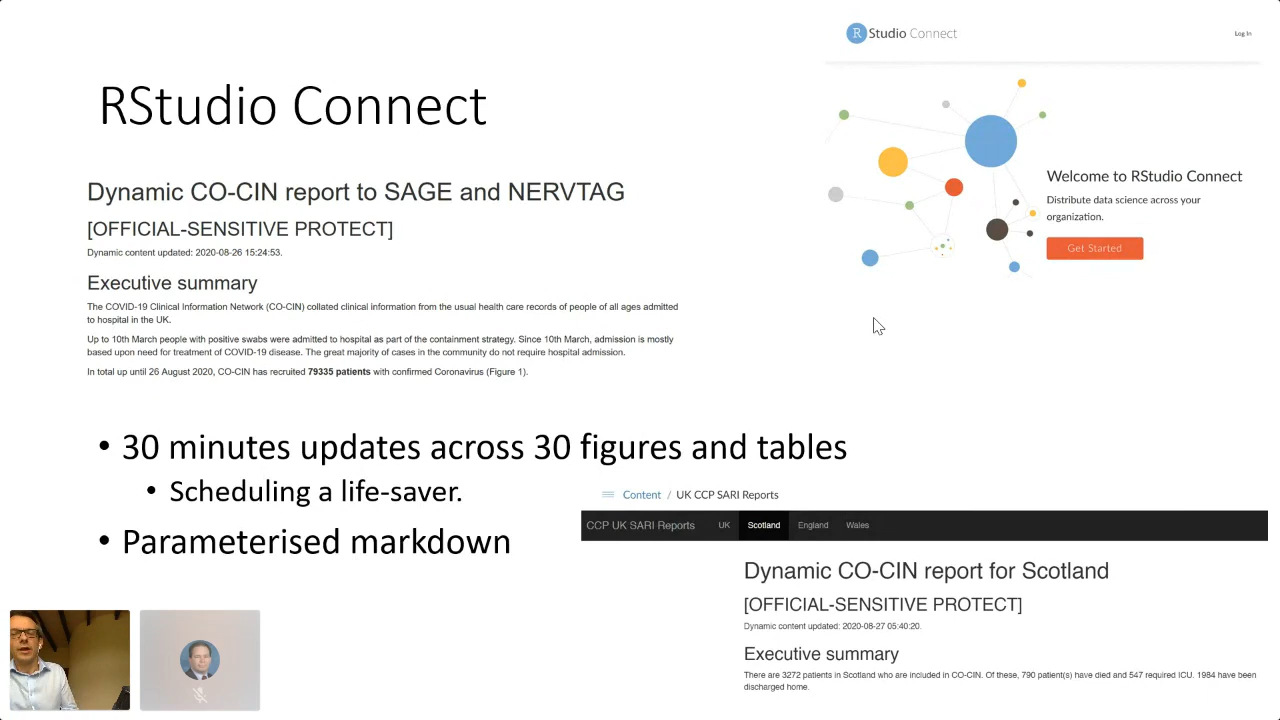 R Studio Connect
Log In
RStudio Connect
Dynamic CO-CIN report to SAGE and NERVTAG
[OFFICIAL-SENSITIVE PROTECT]
Dynamic content updated: 2020-08-26 15:24:53.
Executive summary
The COVID-19 Clinical Information Network (CO-CIN) collated clinical information from the usual health care records of people of all ages admitted
to hospital in the UK.
Up to 10th March people with positive swabs were admitted to hospital as part of the containment strategy. Since 10th March, admission is mostly
based upon need for treatment of COVID-19 disease. The great majority of cases in the community do not require hospital admission.
In total up until 26 August 2020, CO-CIN has recruited 79335 patients with confirmed Coronavirus (Figure 1).
Welcome to RStudio Connect
Distribute data science across your
organization.
Get Started
• 30 minutes updates across 30 figures and tables
• Scheduling a life-saver.
• Parameterised markdown
Content / UK CCP SARI Reports
CCP UK SARI Reports UK Scotland England Wales
Dynamic CO-CIN report for Scotland
[OFFICIAL-SENSITIVE PROTECT]
Dynamic content updated: 2020-08-27 05:40:20.
Executive summary
There are 3272 patients in Scotland who are included in CO-CIN. Of these, 790 patient(s) have died and 547 required ICU. 1984 have been
discharged home.